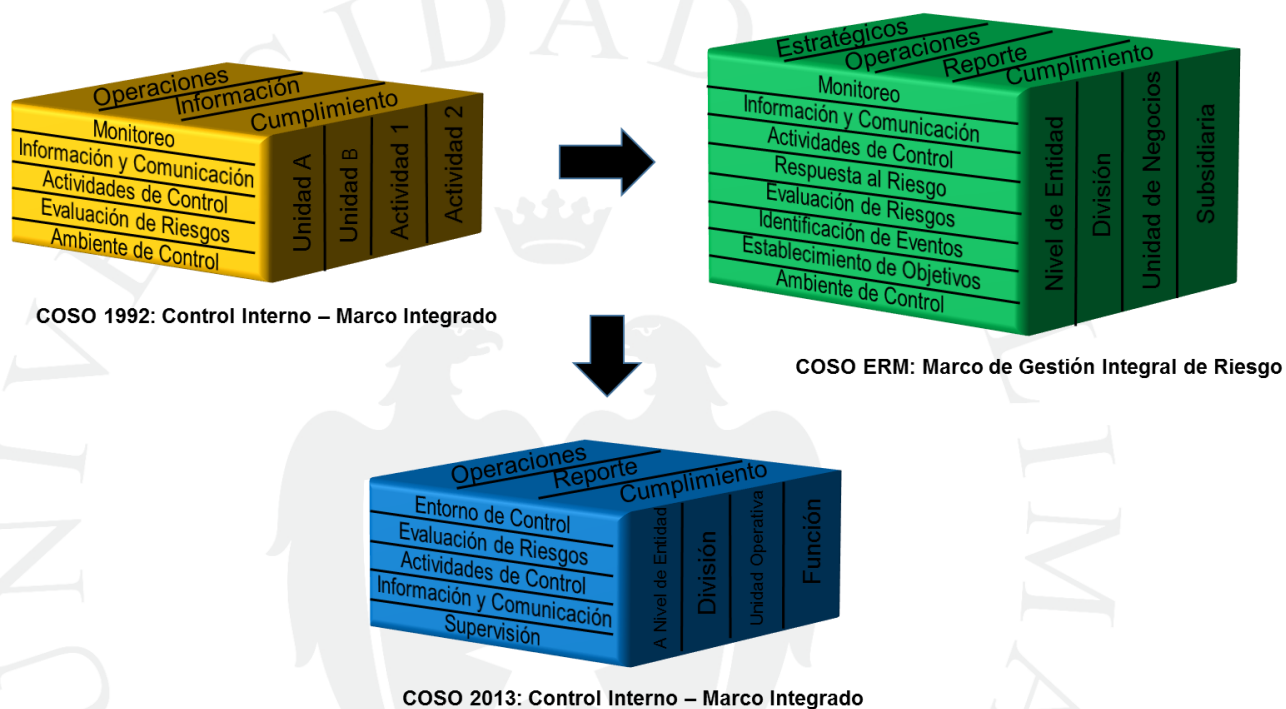 Operaciones
Información
Cumplimiento
Monitoreo
Información y Comunicación
Actividades de Control
Evaluación de Riesgos
Ambiente de Control
Unidad A
Unidad B
Actividad 1
Actividad 2
COSO 1992: Control Interno – Marco Integrado
Estratégicos
Operaciones
Reporte
Cumplimiento
Monitoreo
Información y Comunicación
Actividades de Control
Respuesta al Riesgo
Evaluación de Riesgos
Identificación de Eventos
Establecimiento de Objetivos
Ambiente de Control
Nivel de Entidad
División
Unidad de Negocios
Subsidiaria
COSO ERM: Marco de Gestión Integral de Riesgo
Operaciones
Reporte
Cumplimiento
Entorno de Control
Evaluación de Riesgos
Actividades de Control
Información y Comunicación
Supervisión
A Nivel de Entidad
División
Unidad Operativa
Función
COSO 2013: Control Interno – Marco Integrado